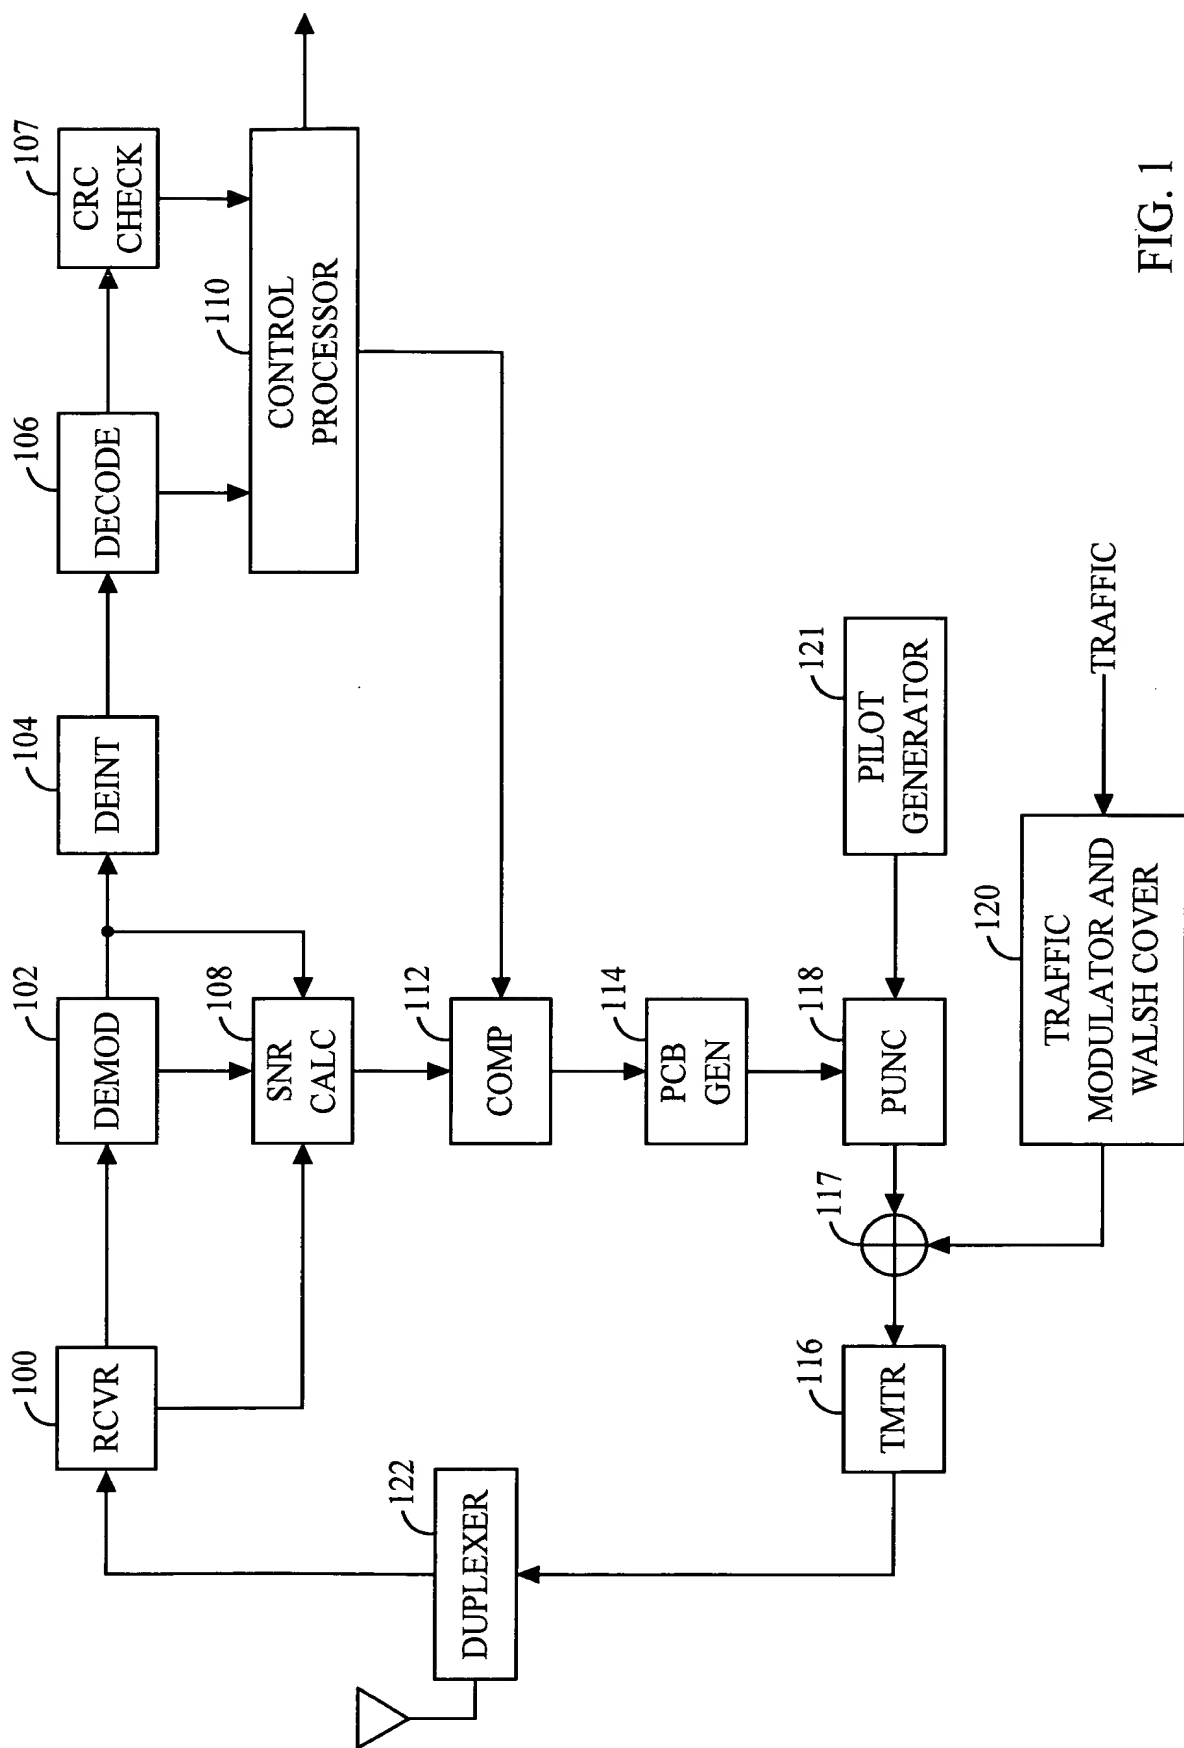 100
RCVR
102
DEMOD
104
DEINT
106
DECODE
107
CRC
CHECK
108
SNR
CALC
110
CONTROL
PROCESSOR
122
DUPLEXER
112
COMP
114
PCB
GEN
116
TMTR
117
118
PUNC
121
PILOT
GENERATOR
120
TRAFFIC
MODULATOR AND
WALSH COVER
TRAFFIC
FIG. 1